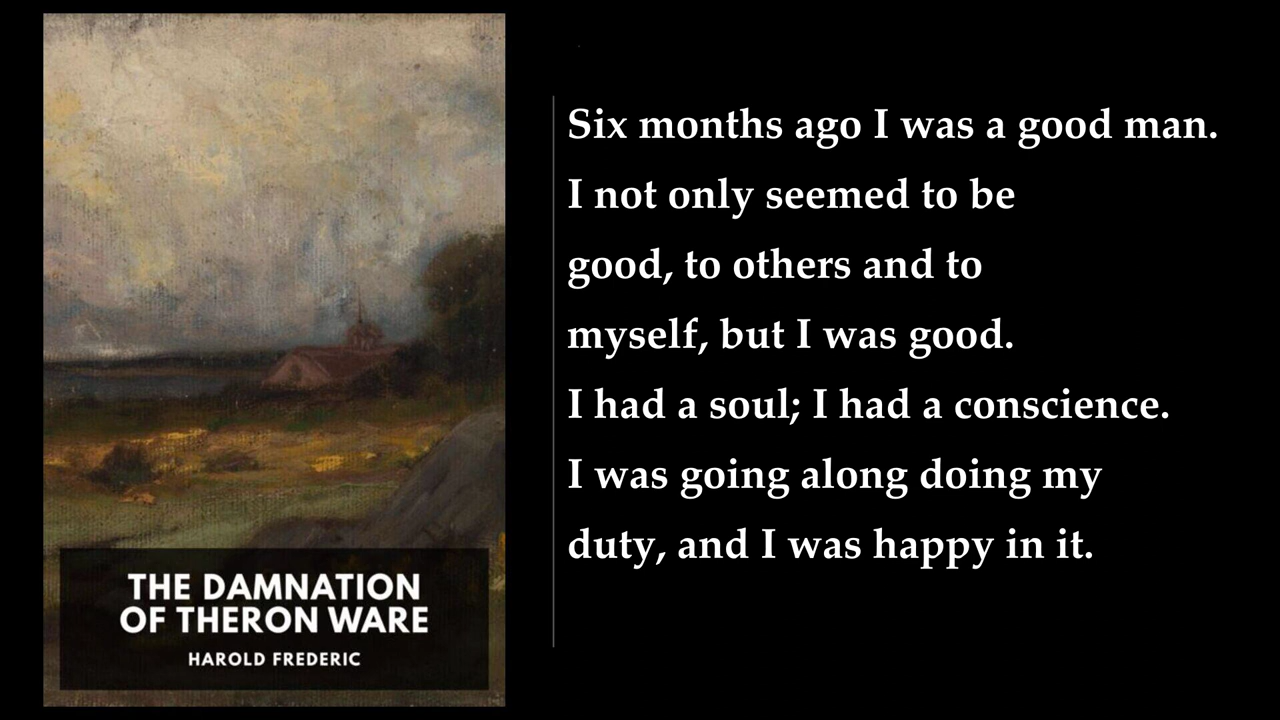 Six months ago I was a good man.
I not only seemed to be
good, to others and to
myself, but I was good.
I had a soul; I had a conscience.
I was going along doing my
duty, and I was happy in it.
THE DAMNATION
OF THERON WARE
HAROLD FREDERIC